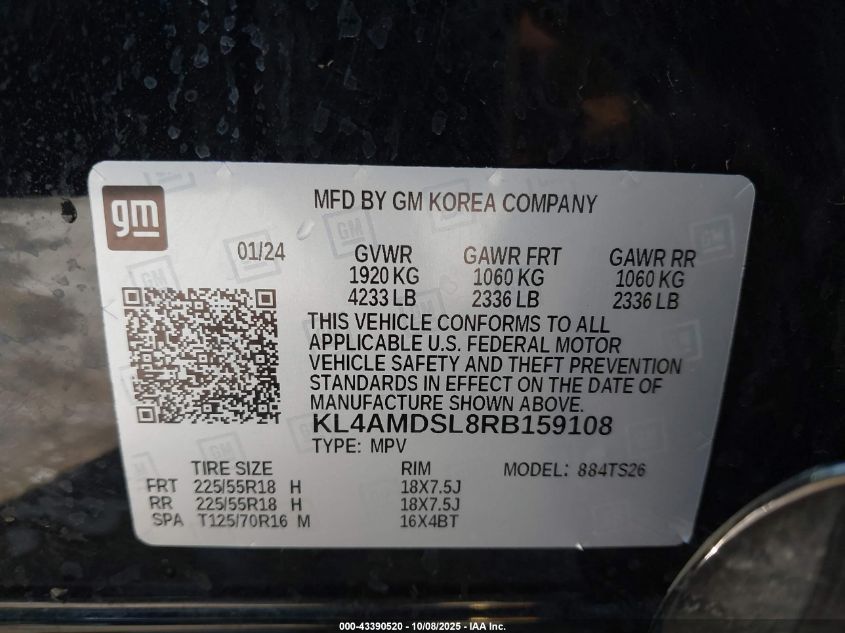 gm
MFD BY GM KOREA COMPANY
01/24
GVWR GAWR FRT GAWR RR
1920 KG 1060 KG 1060 KG
4233 LB 2336 LB 2336 LB
THIS VEHICLE CONFORMS TO ALL
APPLICABLE U.S. FEDERAL MOTOR
VEHICLE SAFETY AND THEFT PREVENTION
STANDARDS IN EFFECT ON THE DATE OF
MANUFACTURE SHOWN ABOVE.
KL4AMDSL8RB159108
TYPE: MPV
TIRE SIZE RIM MODEL: 884TS26
FRT 225/55R18 H 18X7.5J
RR 225/55R18 H 18X7.5J
SPA T125/70R16 M 16X4BT
000-43390520 - 10/08/2025 - IAA Inc.